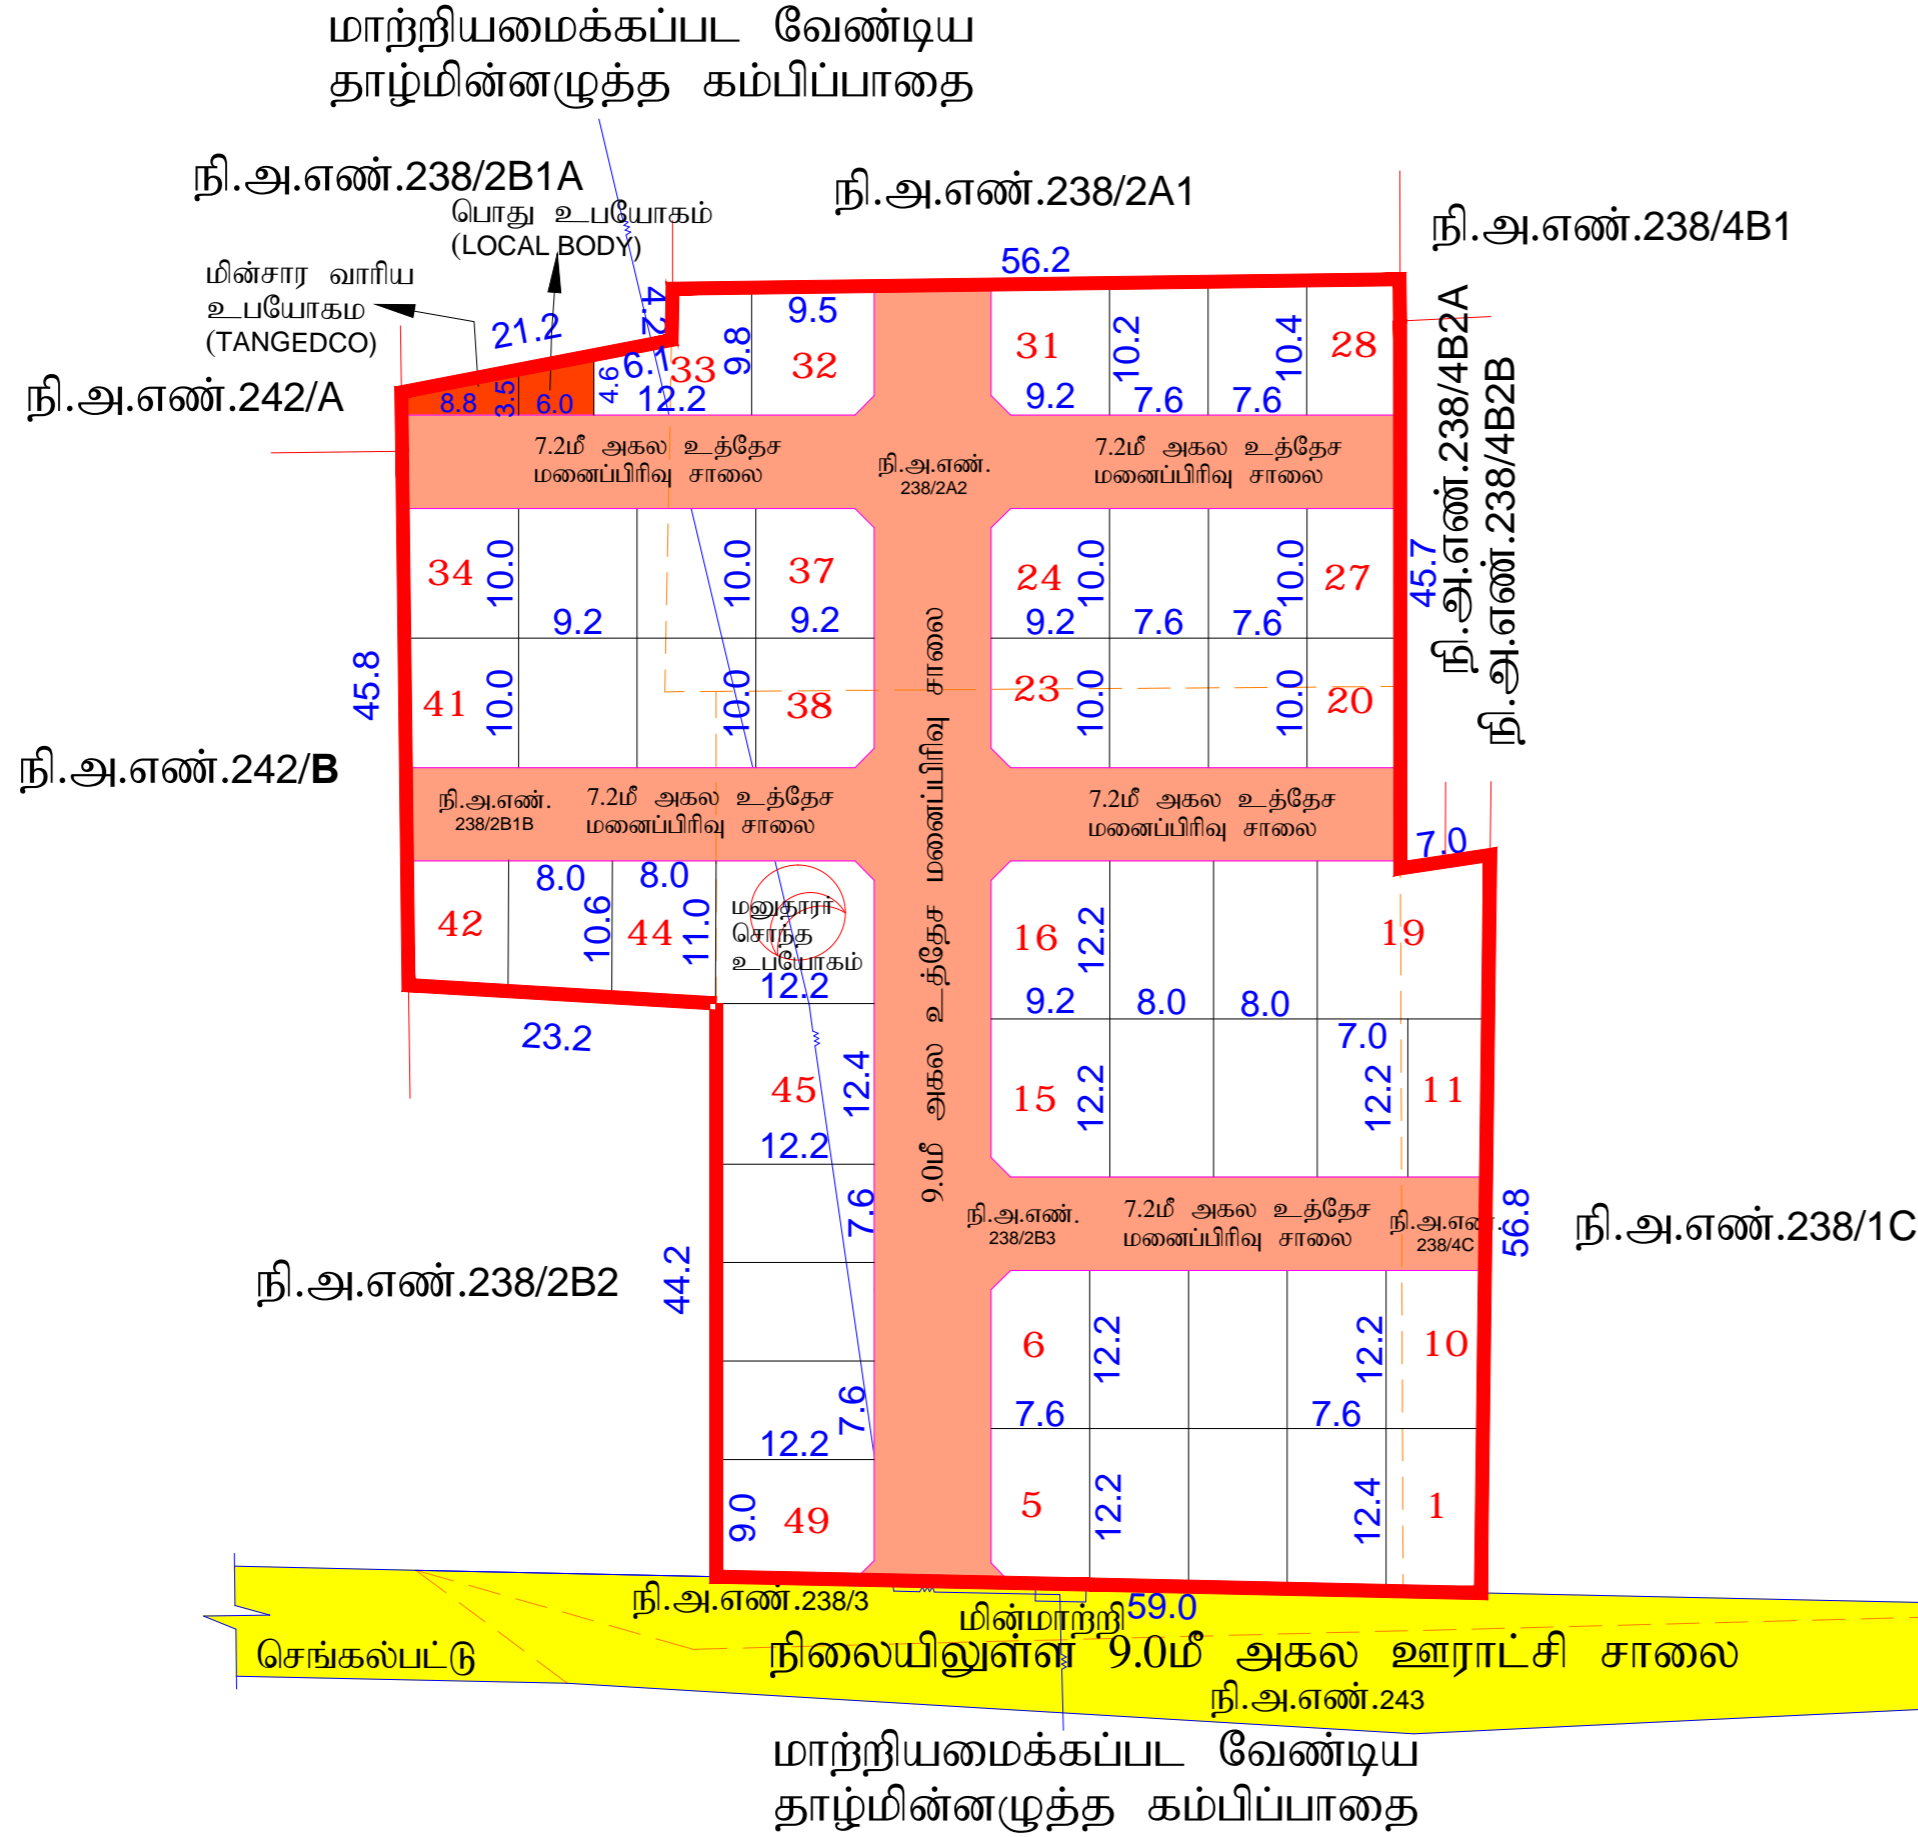 மாற்றியமைக்கப்பட வேண்டிய
தாழ்மின்னழுத்த கம்பிப்பாதை
நி.அ.எண்.238/2B1A
நி.அ.எண்.238/2A1
நி.அ.எண்.238/4B1
பொது உபயோகம்
(LOCAL BODY)
மின்சார வாரிய
உபயோகம
(TANGEDCO)
நி.அ.எண்.242/A
நி.அ.எண்.238/4B2A
நி.அ.எண்.238/4B2B
56.2
21.2
4.2
6.1
33
9.8
9.5
32
31
10.2
10.4
28
8.8
3.5
6.0
4.6
12.2
9.2
7.6
7.6
7.2மீ அகல உத்தேச
மனைப்பிரிவு சாலை
நி.அ.எண்.
238/2A2
7.2மீ அகல உத்தேச
மனைப்பிரிவு சாலை
34
10.0
10.0
37
24
10.0
10.0
27
45.7
9.2
9.2
9.2
7.6
7.6
45.8
41
10.0
10.0
38
23
10.0
10.0
20
நி.அ.எண்.242/B
நி.அ.எண்.
238/2B1B
7.2மீ அகல உத்தேச
மனைப்பிரிவு சாலை
7.2மீ அகல உத்தேச
மனைப்பிரிவு சாலை
9.0மீ அகல உத்தேச மனைப்பிரிவு சாலை
7.0
42
8.0
10.6
8.0
44
11.0
மனுதாரர்
சொந்த
உபயோகம்
12.2
16
12.2
19
9.2
8.0
8.0
23.2
45
12.4
12.2
15
12.2
7.0
12.2
11
7.6
நி.அ.எண்.
238/2B3
7.2மீ அகல உத்தேச
மனைப்பிரிவு சாலை
நி.அ.எண்.
238/4C
56.8
நி.அ.எண்.238/1C
நி.அ.எண்.238/2B2
44.2
6
12.2
12.2
10
7.6
7.6
7.6
12.2
9.0
49
5
12.2
12.4
1
நி.அ.எண்.238/3
மின்மாற்றி
59.0
செங்கல்பட்டு
நிலையிலுள்ள 9.0மீ அகல ஊராட்சி சாலை
நி.அ.எண்.243
மாற்றியமைக்கப்பட வேண்டிய
தாழ்மின்னழுத்த கம்பிப்பாதை